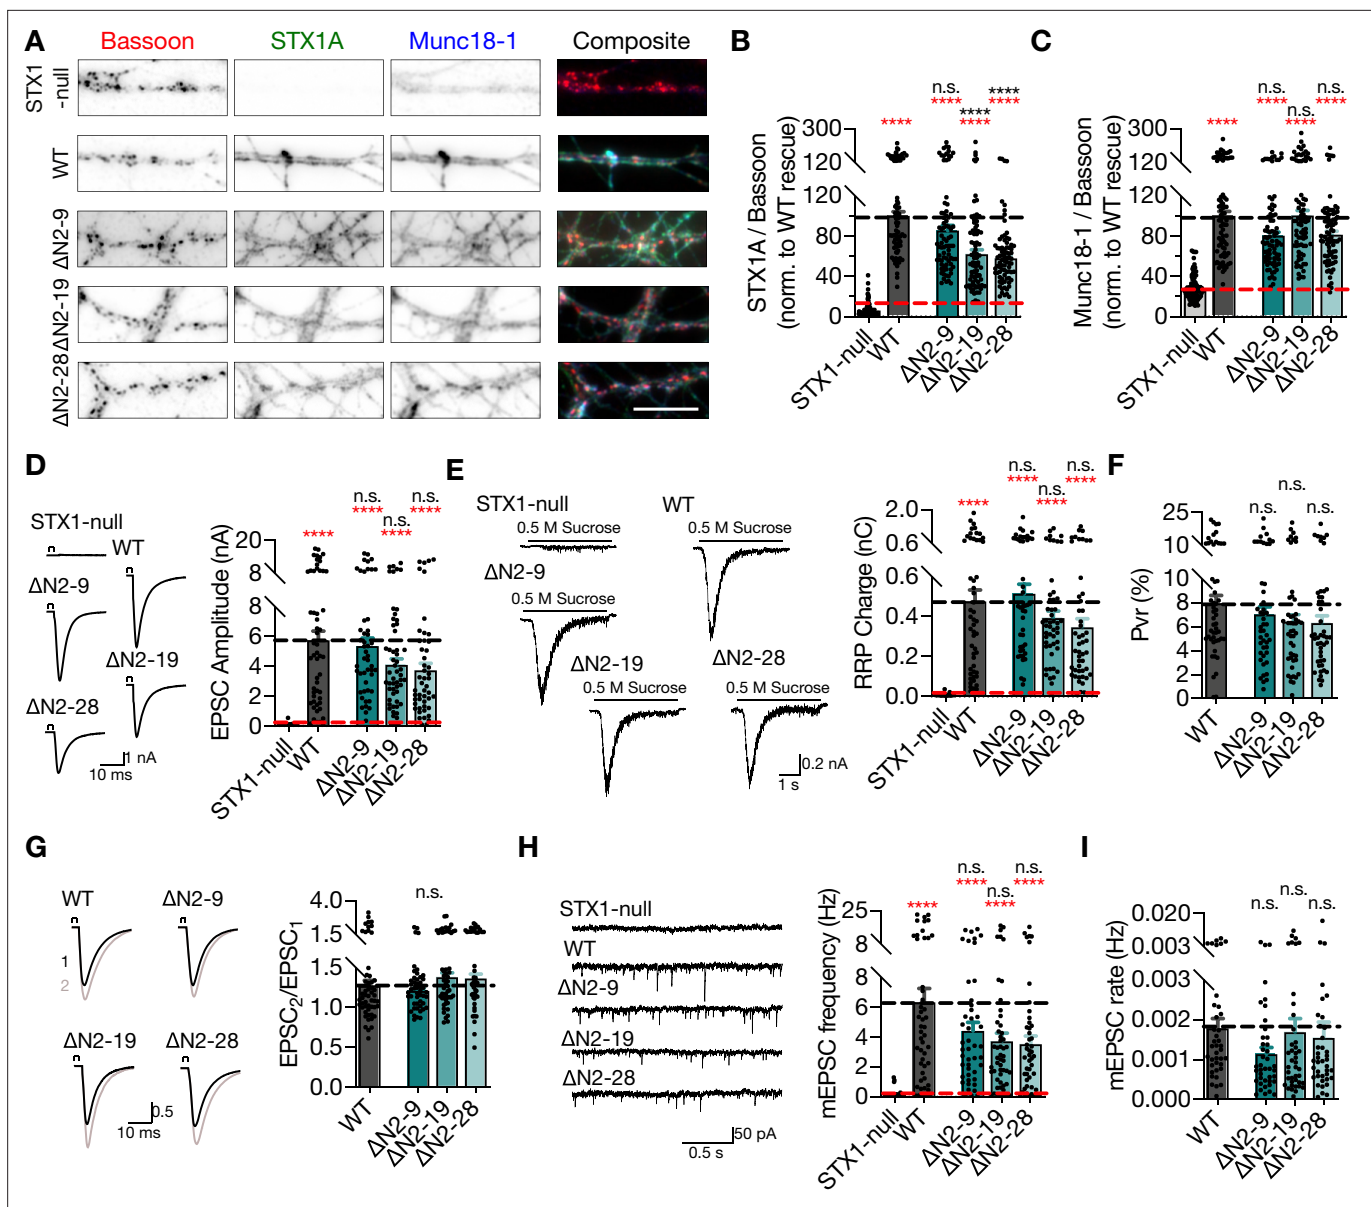 A
Bassoon
STX1A
Munc18-1
Composite
STX1
-null
WT
ΔN2-9
ΔN2-19
ΔN2-28
B
STX1A / Bassoon
(norm. to WT rescue)
300
120
120
80
40
0
****
n.s.
****
****
****
****
****
STX1-null
WT
ΔN2-9
ΔN2-19
ΔN2-28
C
Munc18-1 / Bassoon
(norm. to WT rescue)
300
120
120
80
40
0
****
n.s.
****
n.s.
****
n.s.
****
STX1-null
WT
ΔN2-9
ΔN2-19
ΔN2-28
D
STX1-null
WT
ΔN2-9
ΔN2-19
ΔN2-28
1 nA
10 ms
EPSC Amplitude (nA)
20
8
8
6
4
2
0
****
n.s.
****
n.s.
****
n.s.
****
STX1-null
WT
ΔN2-9
ΔN2-19
ΔN2-28
E
STX1-null
0.5 M Sucrose
WT
0.5 M Sucrose
ΔN2-9
0.5 M Sucrose
ΔN2-19
0.5 M Sucrose
ΔN2-28
0.5 M Sucrose
0.2 nA
1 s
RRP Charge (nC)
2.0
0.6
0.6
0.4
0.2
0.0
****
n.s.
****
n.s.
****
n.s.
****
STX1-null
WT
ΔN2-9
ΔN2-19
ΔN2-28
F
Pvr (%)
25
10
10
8
6
4
2
0
n.s.
n.s.
n.s.
WT
ΔN2-9
ΔN2-19
ΔN2-28
G
WT
1
2
ΔN2-9
ΔN2-19
ΔN2-28
0.5
10 ms
EPSC₂/EPSC₁
4.0
1.5
1.5
1.0
0.5
0.0
n.s.
WT
ΔN2-9
ΔN2-19
ΔN2-28
H
STX1-null
WT
ΔN2-9
ΔN2-19
ΔN2-28
50 pA
0.5 s
mEPSC frequency (Hz)
25
8
8
6
4
2
0
****
n.s.
****
n.s.
****
n.s.
****
STX1-null
WT
ΔN2-9
ΔN2-19
ΔN2-28
I
mEPSC rate (Hz)
0.020
0.003
0.003
0.002
0.001
0.000
n.s.
n.s.
n.s.
WT
ΔN2-9
ΔN2-19
ΔN2-28